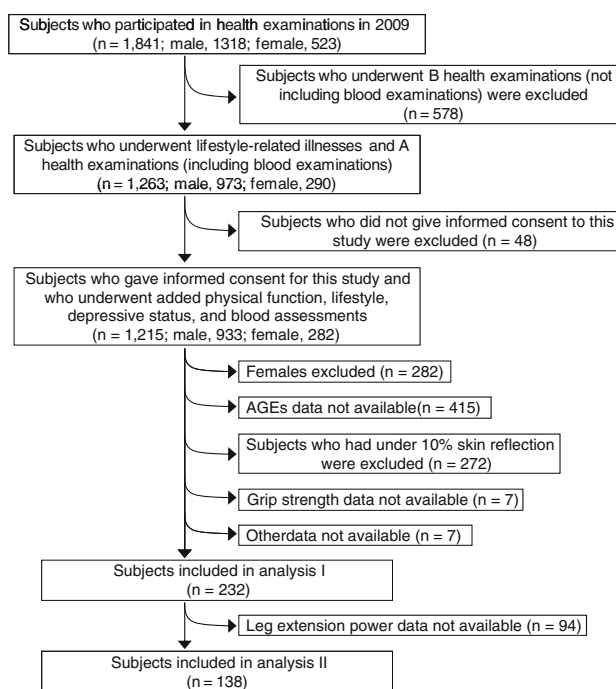 Subjects who participated in health examinations in 2009
(n = 1,841; male, 1318; female, 523)
Subjects who underwent B health examinations (not
including blood examinations) were excluded
(n = 578)
Subjects who underwent lifestyle-related illnesses and A
health examinations (including blood examinations)
(n = 1,263; male, 973; female, 290)
Subjects who did not give informed consent to this
study were excluded (n = 48)
Subjects who gave informed consent for this study and
who underwent added physical function, lifestyle,
depressive status, and blood assessments
(n = 1,215; male, 933; female, 282)
Females excluded (n = 282)
AGEs data not available(n = 415)
Subjects who had under 10% skin reflection
were excluded (n = 272)
Grip strength data not available (n = 7)
Otherdata not available (n = 7)
Subjects included in analysis I
(n = 232)
Leg extension power data not available (n = 94)
Subjects included in analysis II
(n = 138)